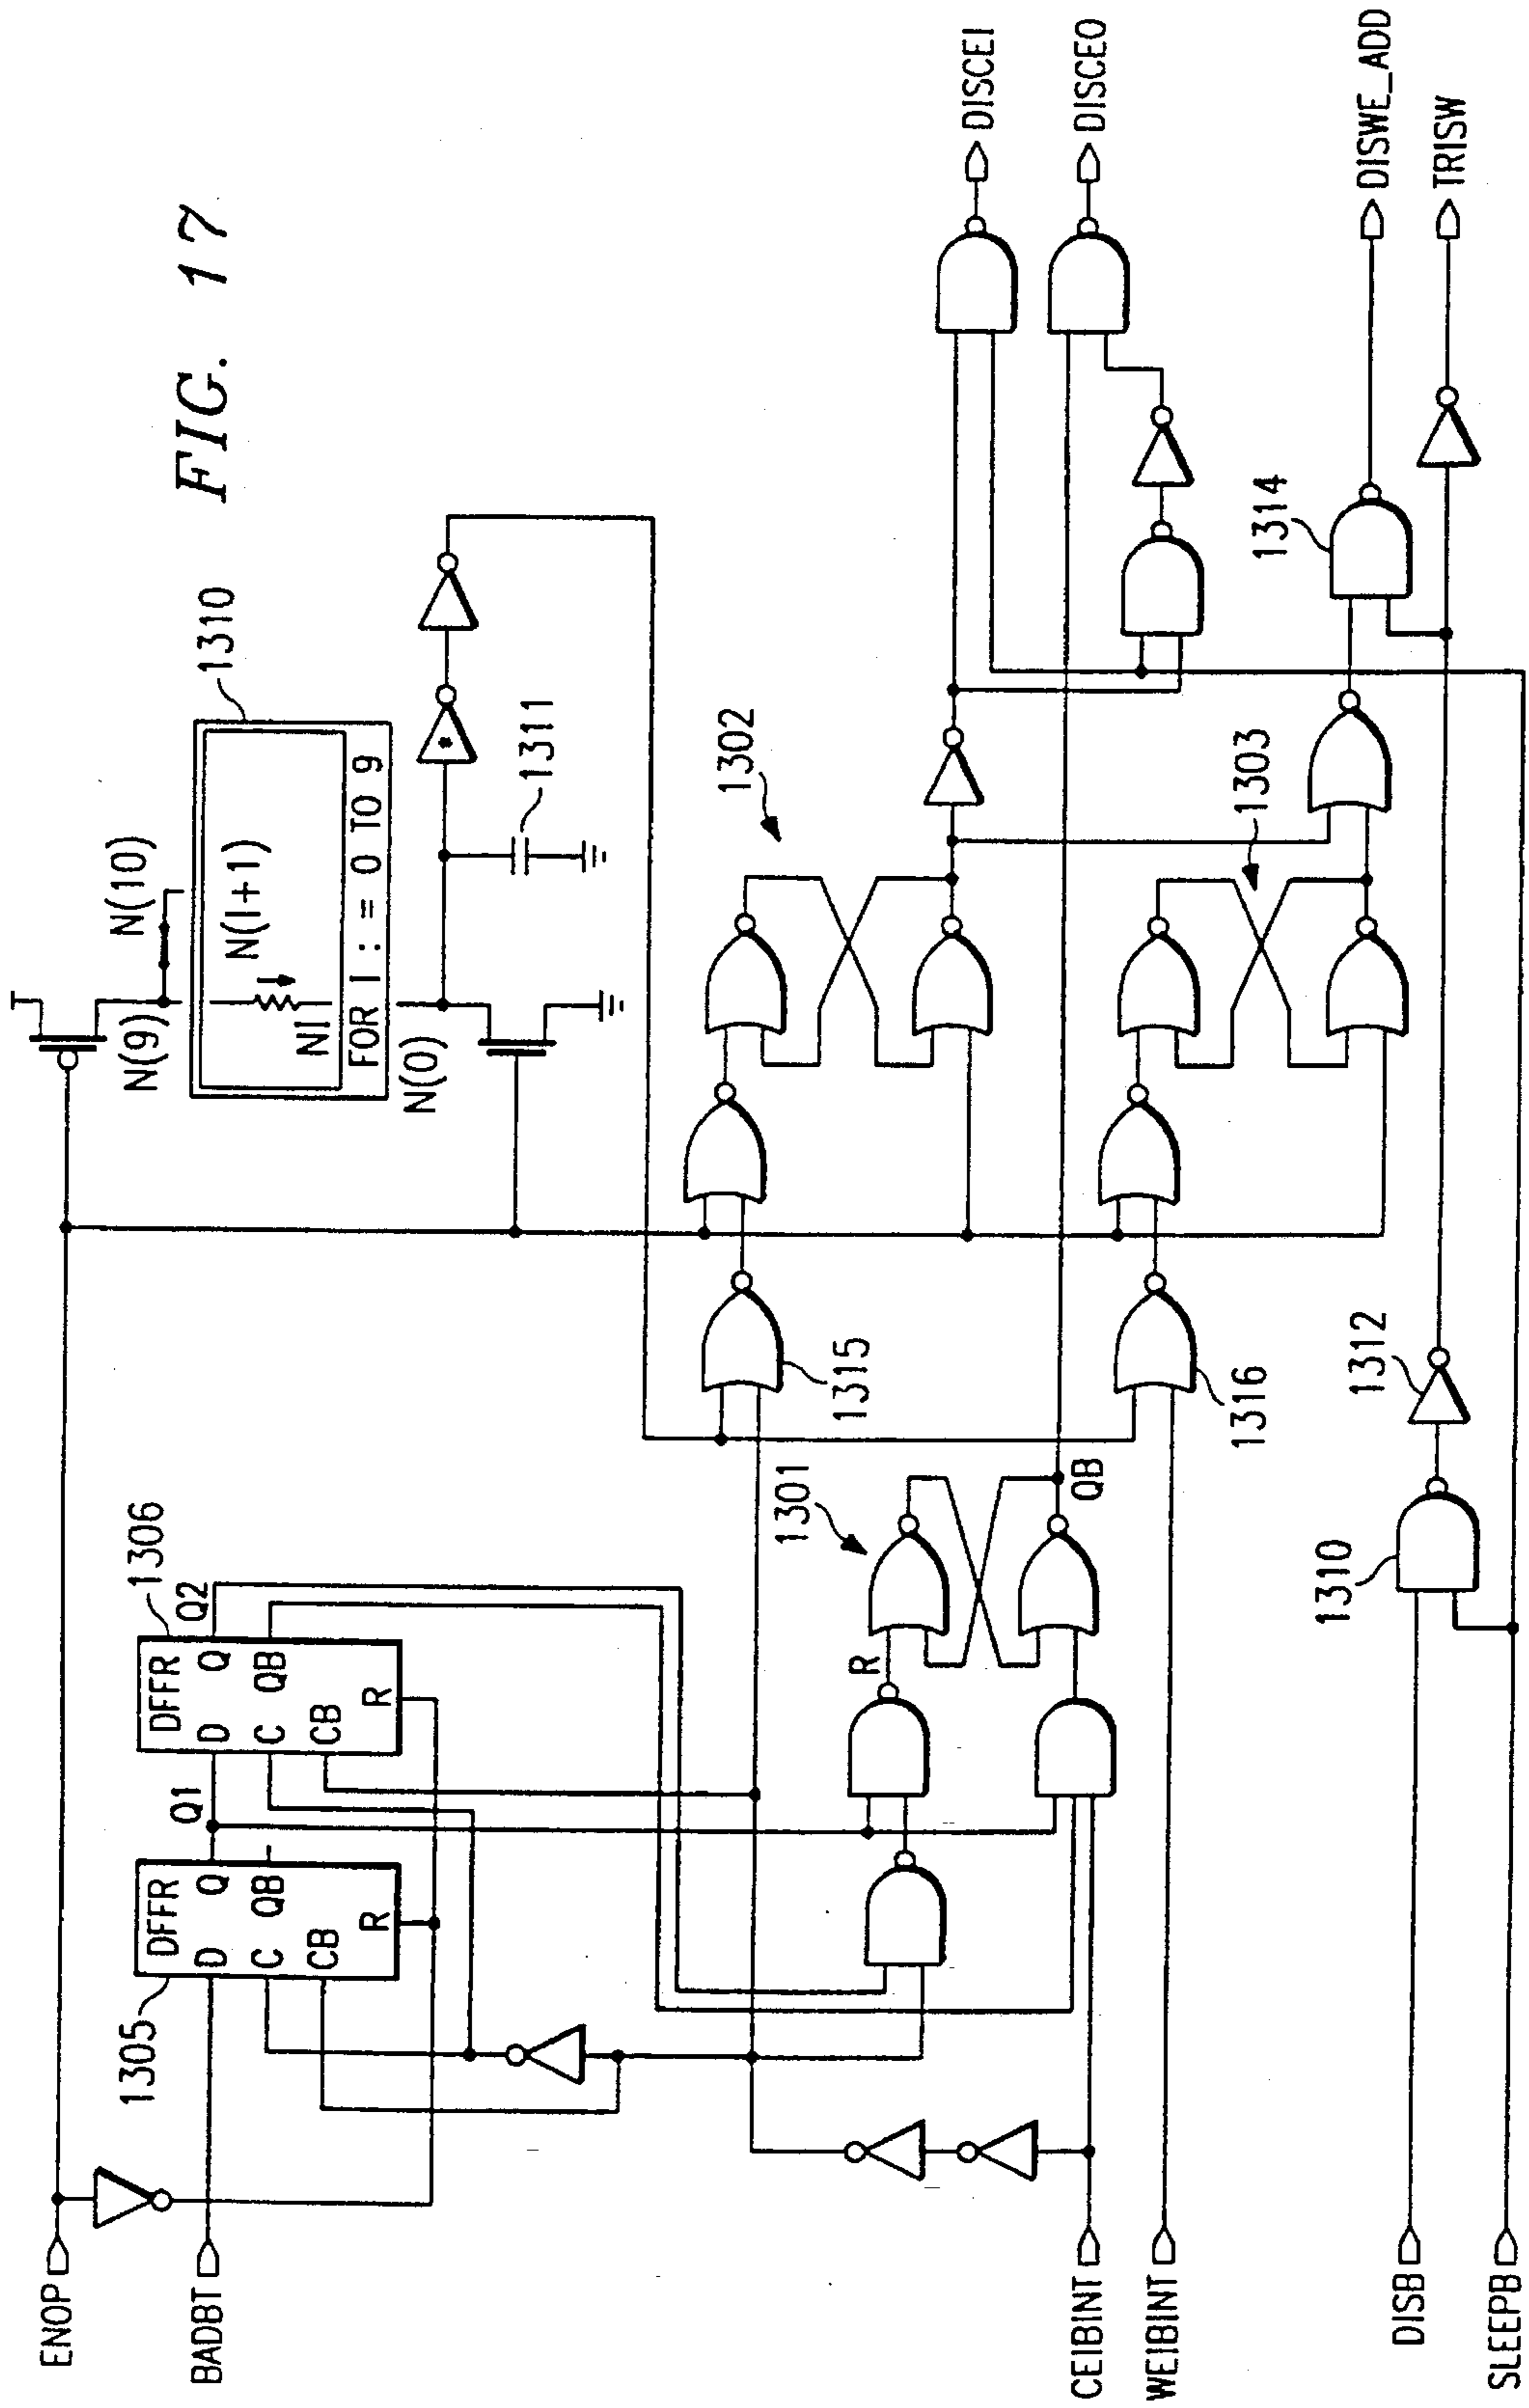 FIG. 17
ENOP
BADBT
CEIBINT
WEIBINT
DISB
SLEEPB
1305
DFFR
D Q
C QB
CB
R
Q1
1306
DFFR
D Q
C QB
CB
R
Q2
N(9)
N(10)
1310
N(I+1)
NI
FOR I : = 0 TO 9
N(0)
*
1311
1302
1315
1301
R
QB
1303
1316
1310
1312
1314
DISCEI
DISCEO
DISWE_ADD
TRISW